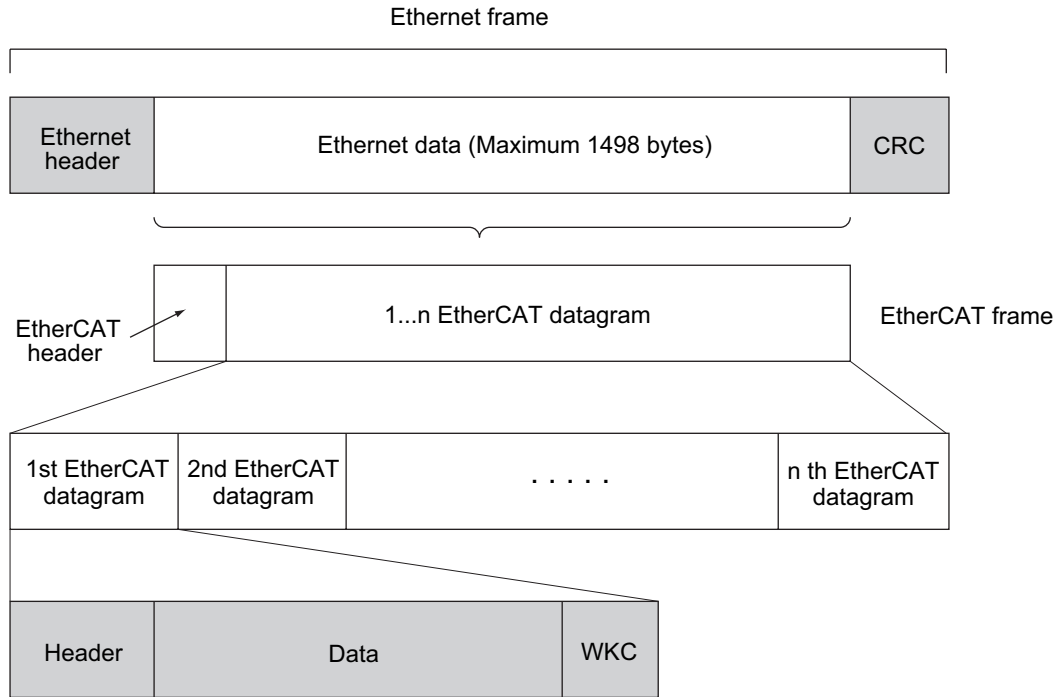 Ethernet frame
Ethernet
header
Ethernet data (Maximum 1498 bytes)
CRC
EtherCAT
header
1...n EtherCAT datagram
EtherCAT frame
1st EtherCAT
datagram
2nd EtherCAT
datagram
. . . . .
n th EtherCAT
datagram
Header
Data
WKC